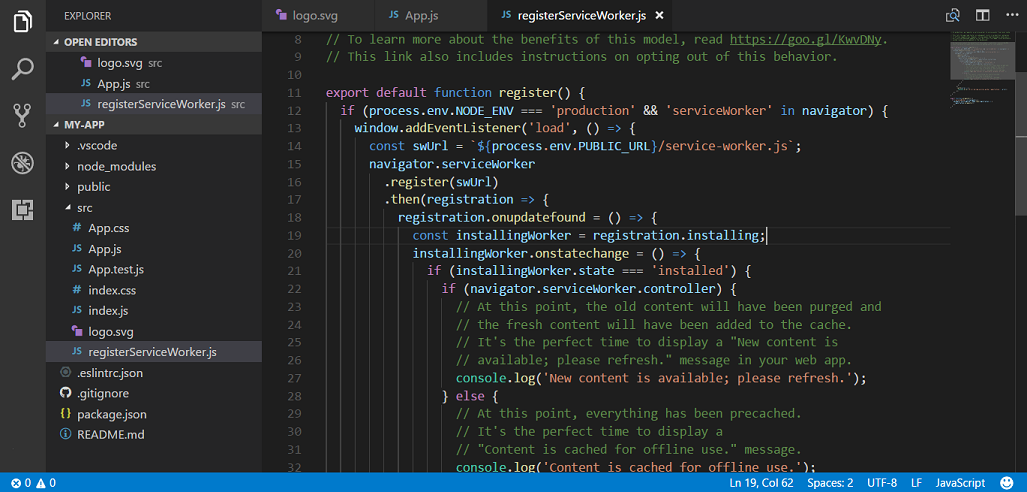 EXPLORER
OPEN EDITORS
logo.svg src
JS App.js src
JS registerServiceWorker.js src
MY-APP
.vscode
node_modules
public
src
# App.css
JS App.js
JS App.test.js
# index.css
JS index.js
logo.svg
JS registerServiceWorker.js
.eslintrc.json
.gitignore
{} package.json
README.md
logo.svg
JS App.js
JS registerServiceWorker.js
8 // To learn more about the benefits of this model, read https://goo.gl/KwvDNy.
9 // This link also includes instructions on opting out of this behavior.
10
11 export default function register() {
12 if (process.env.NODE_ENV === 'production' && 'serviceWorker' in navigator) {
13 window.addEventListener('load', () => {
14 const swUrl = `${process.env.PUBLIC_URL}/service-worker.js`;
15 navigator.serviceWorker
16 .register(swUrl)
17 .then(registration => {
18 registration.onupdatefound = () => {
19 const installingWorker = registration.installing;
20 installingWorker.onstatechange = () => {
21 if (installingWorker.state === 'installed') {
22 if (navigator.serviceWorker.controller) {
23 // At this point, the old content will have been purged and
24 // the fresh content will have been added to the cache.
25 // It's the perfect time to display a "New content is
26 // available; please refresh." message in your web app.
27 console.log('New content is available; please refresh.');
28 } else {
29 // At this point, everything has been precached.
30 // It's the perfect time to display a
31 // "Content is cached for offline use." message.
32 console.log('Content is cached for offline use.');
0 0
Ln 19, Col 62 Spaces: 2 UTF-8 LF JavaScript